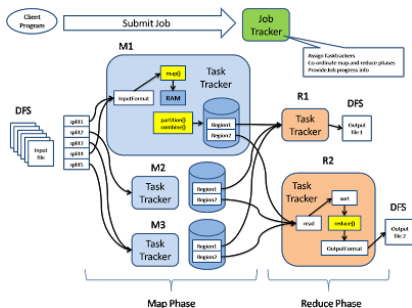 Client
Program
Submit Job
Job
Tracker
Assign Tasktrackers
Co-ordinate map and reduce phases
Provide Job progress info
M1
map()
InputFormat
RAM
Task
Tracker
partition()
combine()
Region1
Region2
DFS
Input
file
split1
split2
split3
split4
split5
M2
Task
Tracker
Region1
Region2
M3
Task
Tracker
Region1
Region2
R1
Task
Tracker
DFS
Output
file 1
R2
Task
Tracker
sort
read
reduce()
OutputFormat
DFS
Output
file 2
Map Phase
Reduce Phase